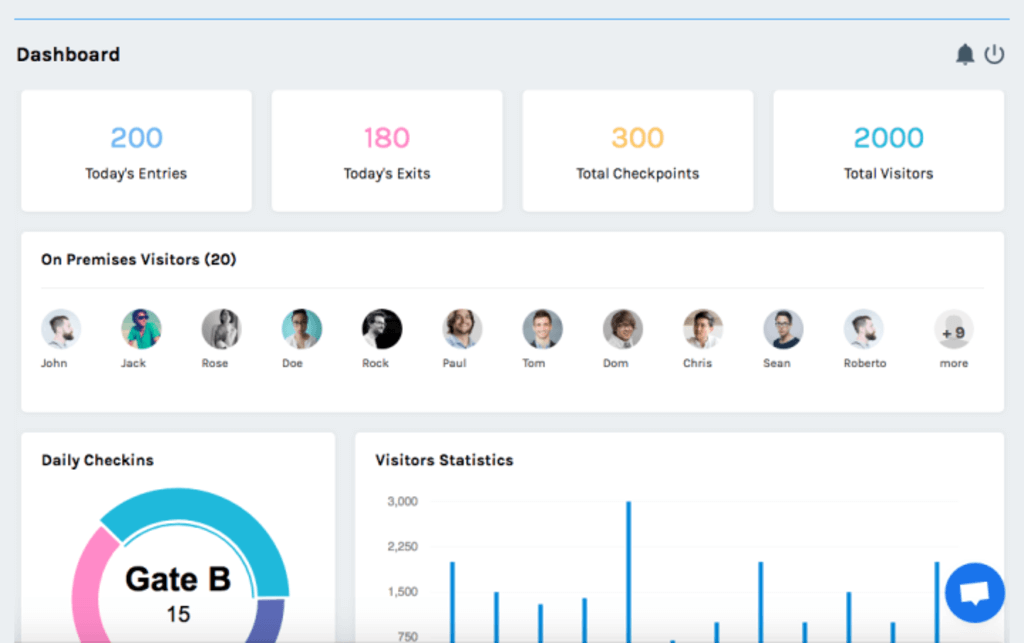 Dashboard
200
Today's Entries
180
Today's Exits
300
Total Checkpoints
2000
Total Visitors
On Premises Visitors (20)
John
Jack
Rose
Doe
Rock
Paul
Tom
Dom
Chris
Sean
Roberto
+ 9
more
Daily Checkins
Gate B
15
Visitors Statistics
3,000
2,250
1,500
750